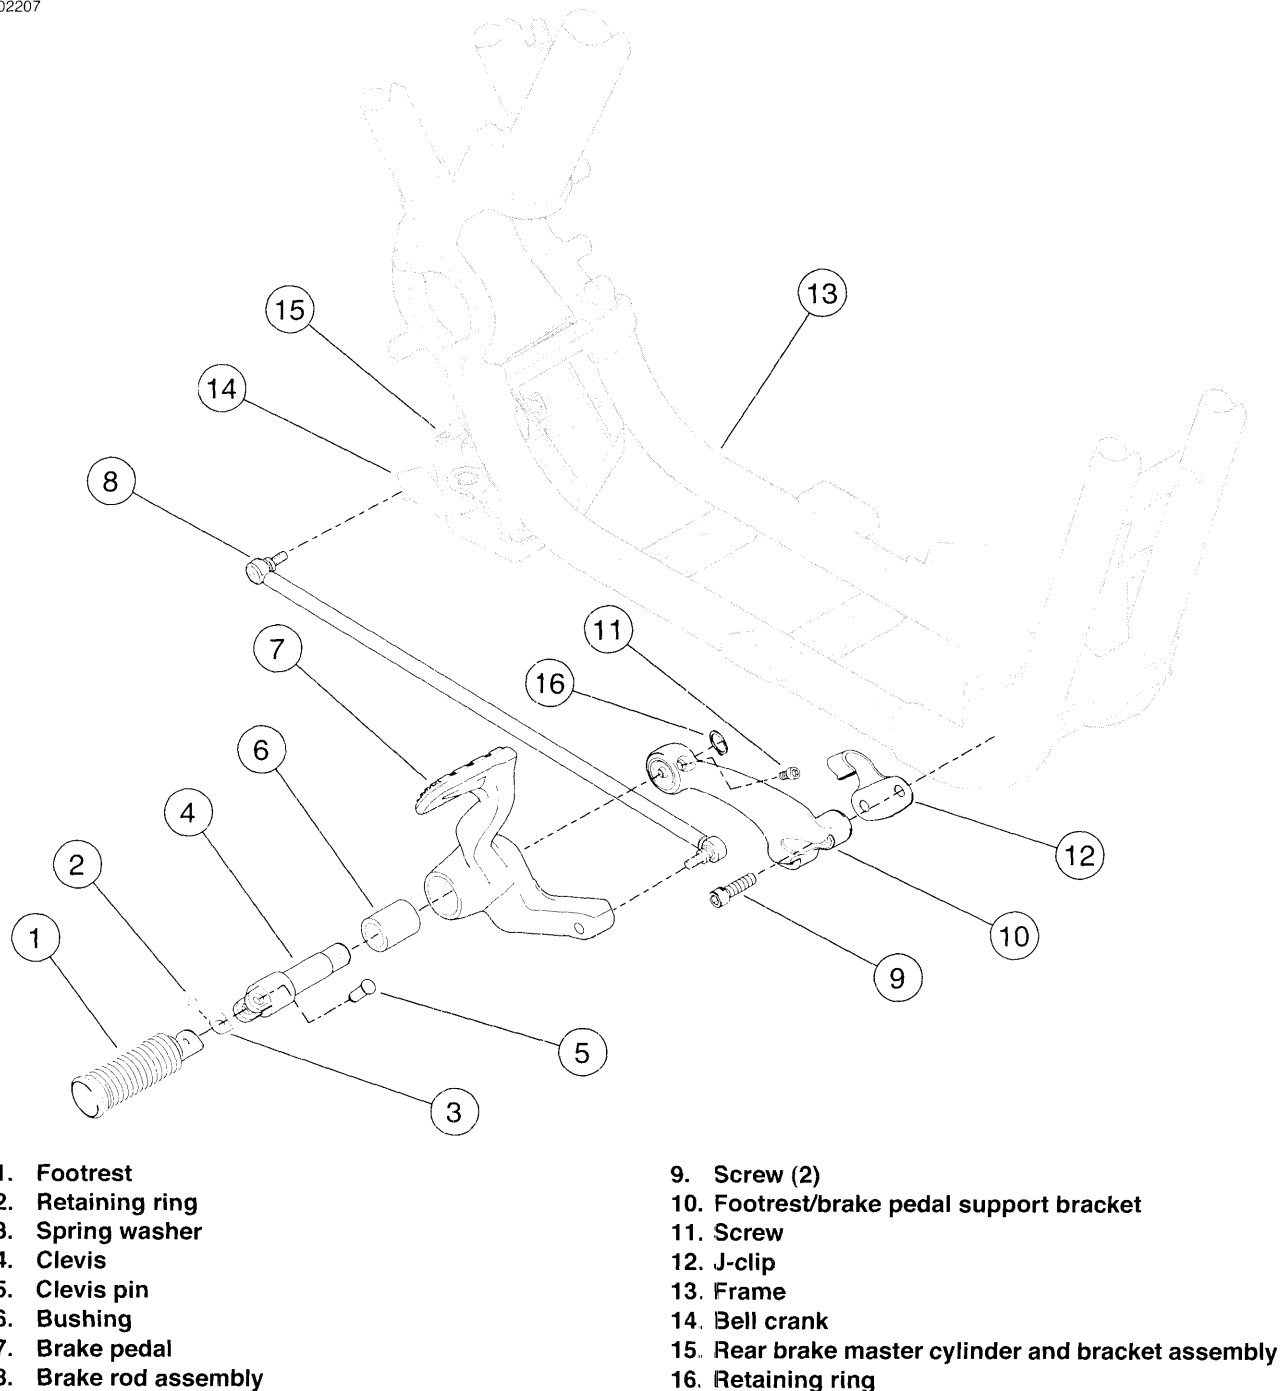 02207
13
15
14
8
11
7
16
6
4
2
12
1
10
9
5
3
1. Footrest
2. Retaining ring
3. Spring washer
4. Clevis
5. Clevis pin
6. Bushing
7. Brake pedal
8. Brake rod assembly
9. Screw (2)
10. Footrest/brake pedal support bracket
11. Screw
12. J-clip
13. Frame
14. Bell crank
15. Rear brake master cylinder and bracket assembly
16. Retaining ring